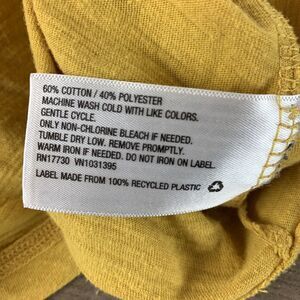 60% COTTON / 40% POLYESTER
MACHINE WASH COLD WITH LIKE COLORS.
GENTLE CYCLE.
ONLY NON-CHLORINE BLEACH IF NEEDED.
TUMBLE DRY LOW. REMOVE PROMPTLY.
WARM IRON IF NEEDED. DO NOT IRON ON LABEL.
RN17730 VN1031395
LABEL MADE FROM 100% RECYCLED PLASTIC